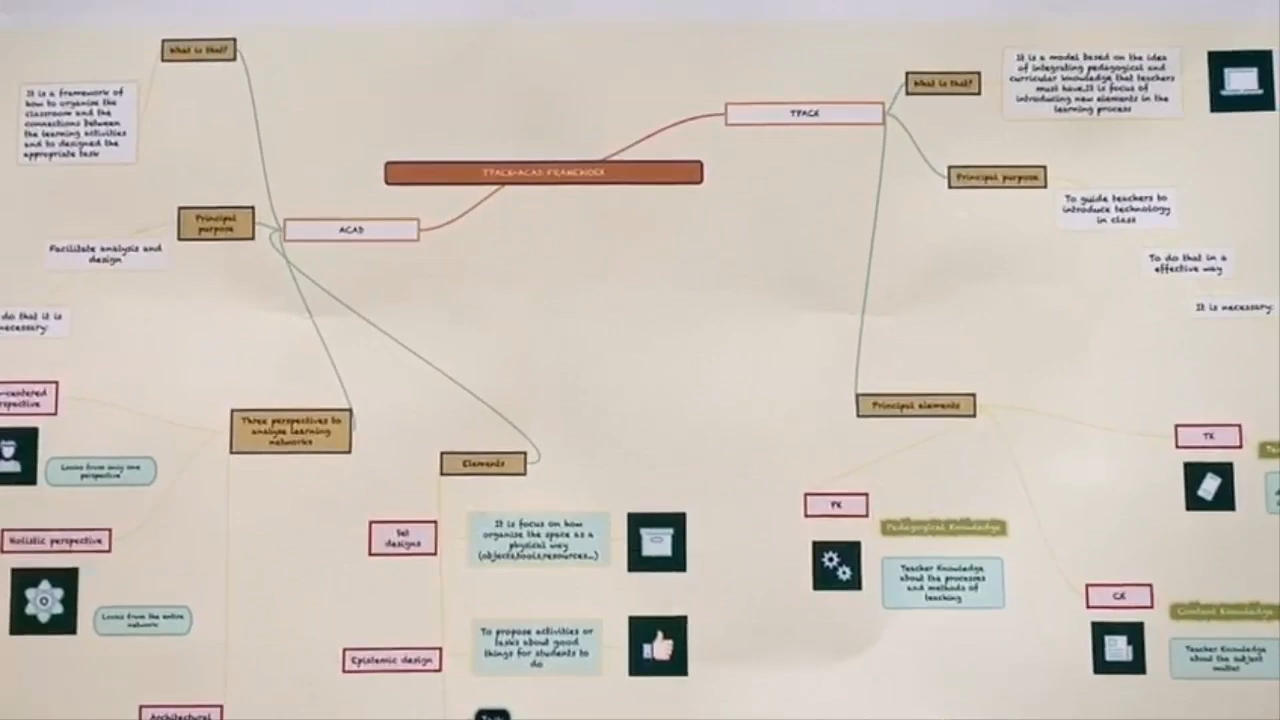 TPACK-ACAD FRAMEWORK
ACAD
What is that?
It is a framework of
how to organise the
classroom and the
connections between
the learning activities
and to designed the
appropriate task
Principal
purpose
Facilitate analysis and
design
do that it is
necessary:
Three perspectives to
analyse learning
networks
-centered
Looks from only one
perspective
Holistic perspective
Looks from the entire
network
Architectural
Elements
Set
designs
It is focus on how
organise the space as a
physical way
(objects,tools,resources...)
Epistemic design
To propose activities or
tasks about good
things for students to
do
TPACK
What is that?
It is a model based on the idea
of integrating pedagogical and
curricular knowledge that teachers
must have.It is focus of
introducing new elements in the
learning process
Principal purpose
To guide teachers to
introduce technology
in class
To do that in a
effective way
It is necessary:
Principal elements
PK
Pedagogical Knowledge
Teacher Knowledge
about the processes
and methods of
teaching
TK
CK
Content Knowledge
Teacher Knowledge
about the subject
matter